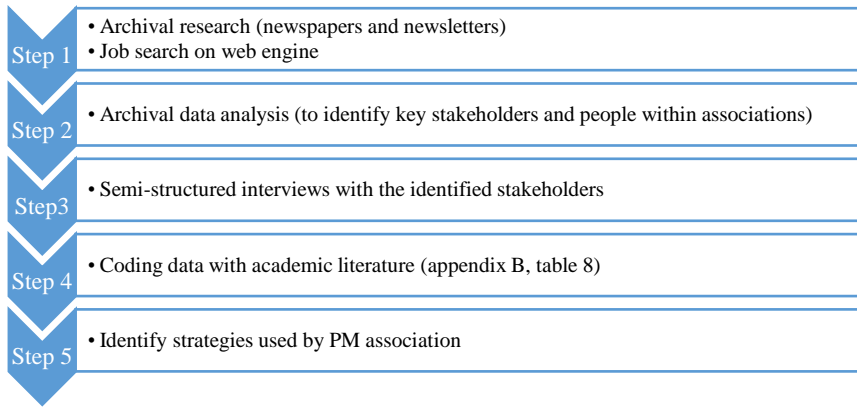 Step 1
• Archival research (newspapers and newsletters)
• Job search on web engine
Step 2
• Archival data analysis (to identify key stakeholders and people within associations)
Step3
• Semi-structured interviews with the identified stakeholders
Step 4
• Coding data with academic literature (appendix B, table 8)
Step 5
• Identify strategies used by PM association